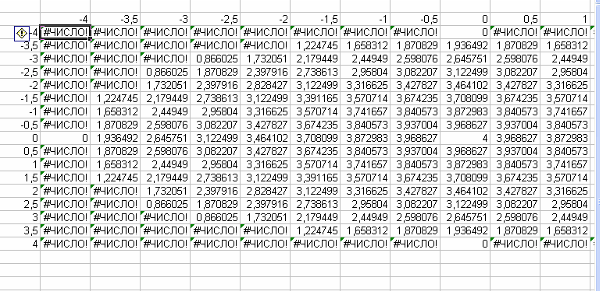 -4 -3,5 -3 -2,5 -2 -1,5 -1 -0,5 0 0,5 1
-4 #ЧИСЛО! #ЧИСЛО! #ЧИСЛО! #ЧИСЛО! #ЧИСЛО! #ЧИСЛО! #ЧИСЛО! #ЧИСЛО! 0 #ЧИСЛО! #ЧИСЛО!
-3,5 #ЧИСЛО! #ЧИСЛО! #ЧИСЛО! #ЧИСЛО! #ЧИСЛО! 1,224745 1,658312 1,870829 1,936492 1,870829 1,658312
-3 #ЧИСЛО! #ЧИСЛО! #ЧИСЛО! 0,866025 1,732051 2,179449 2,44949 2,598076 2,645751 2,598076 2,44949
-2,5 #ЧИСЛО! #ЧИСЛО! 0,866025 1,870829 2,397916 2,738613 2,95804 3,082207 3,122499 3,082207 2,95804
-2 #ЧИСЛО! #ЧИСЛО! 1,732051 2,397916 2,828427 3,122499 3,316625 3,427827 3,464102 3,427827 3,316625
-1,5 #ЧИСЛО! 1,224745 2,179449 2,738613 3,122499 3,391165 3,570714 3,674235 3,708099 3,674235 3,570714
-1 #ЧИСЛО! 1,658312 2,44949 2,95804 3,316625 3,570714 3,741657 3,840573 3,872983 3,840573 3,741657
-0,5 #ЧИСЛО! 1,870829 2,598076 3,082207 3,427827 3,674235 3,840573 3,937004 3,968627 3,937004 3,840573
0 0 1,936492 2,645751 3,122499 3,464102 3,708099 3,872983 3,968627 4 3,968627 3,872983
0,5 #ЧИСЛО! 1,870829 2,598076 3,082207 3,427827 3,674235 3,840573 3,937004 3,968627 3,937004 3,840573
1 #ЧИСЛО! 1,658312 2,44949 2,95804 3,316625 3,570714 3,741657 3,840573 3,872983 3,840573 3,741657
1,5 #ЧИСЛО! 1,224745 2,179449 2,738613 3,122499 3,391165 3,570714 3,674235 3,708099 3,674235 3,570714
2 #ЧИСЛО! #ЧИСЛО! 1,732051 2,397916 2,828427 3,122499 3,316625 3,427827 3,464102 3,427827 3,316625
2,5 #ЧИСЛО! #ЧИСЛО! 0,866025 1,870829 2,397916 2,738613 2,95804 3,082207 3,122499 3,082207 2,95804
3 #ЧИСЛО! #ЧИСЛО! #ЧИСЛО! 0,866025 1,732051 2,179449 2,44949 2,598076 2,645751 2,598076 2,44949
3,5 #ЧИСЛО! #ЧИСЛО! #ЧИСЛО! #ЧИСЛО! #ЧИСЛО! 1,224745 1,658312 1,870829 1,936492 1,870829 1,658312
4 #ЧИСЛО! #ЧИСЛО! #ЧИСЛО! #ЧИСЛО! #ЧИСЛО! #ЧИСЛО! #ЧИСЛО! #ЧИСЛО! 0 #ЧИСЛО! #ЧИСЛО!